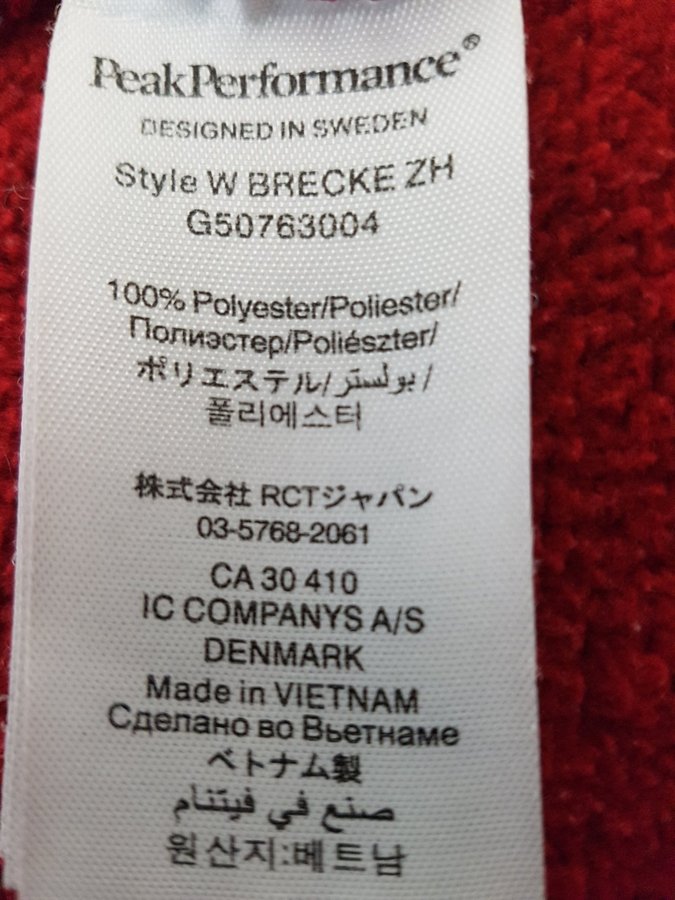 PeakPerformance®
DESIGNED IN SWEDEN
Style W BRECKE ZH
G50763004
100% Polyester/Poliester/
Полиэстер/Poliészter/
ポリエステル/بولستر/
폴리에스터
株式会社 RCTジャパン
03-5768-2061
CA 30 410
IC COMPANYS A/S
DENMARK
Made in VIETNAM
Сделано во Вьетнаме
ベトナム製
صنع في فيتنام
원산지:베트남